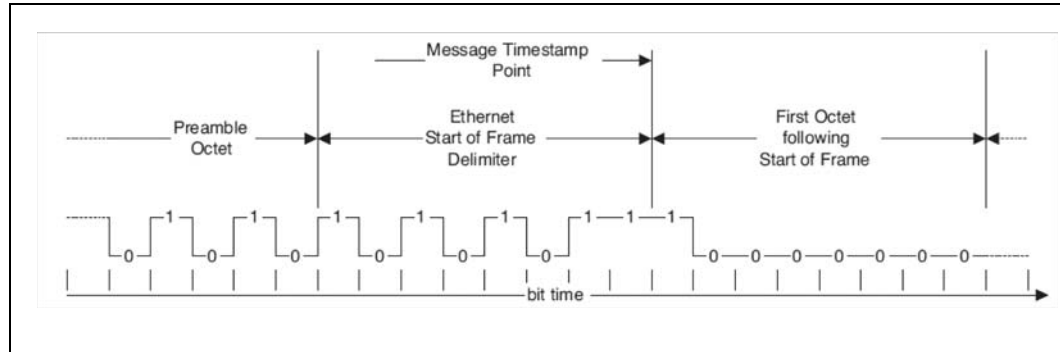 Message Timestamp
Point
Preamble
Octet
Ethernet
Start of Frame
Delimiter
First Octet
following
Start of Frame
0 1 0 1 0 1 0 1 0 1 0 1 1 1 0 0 0 0 0 0 0
bit time